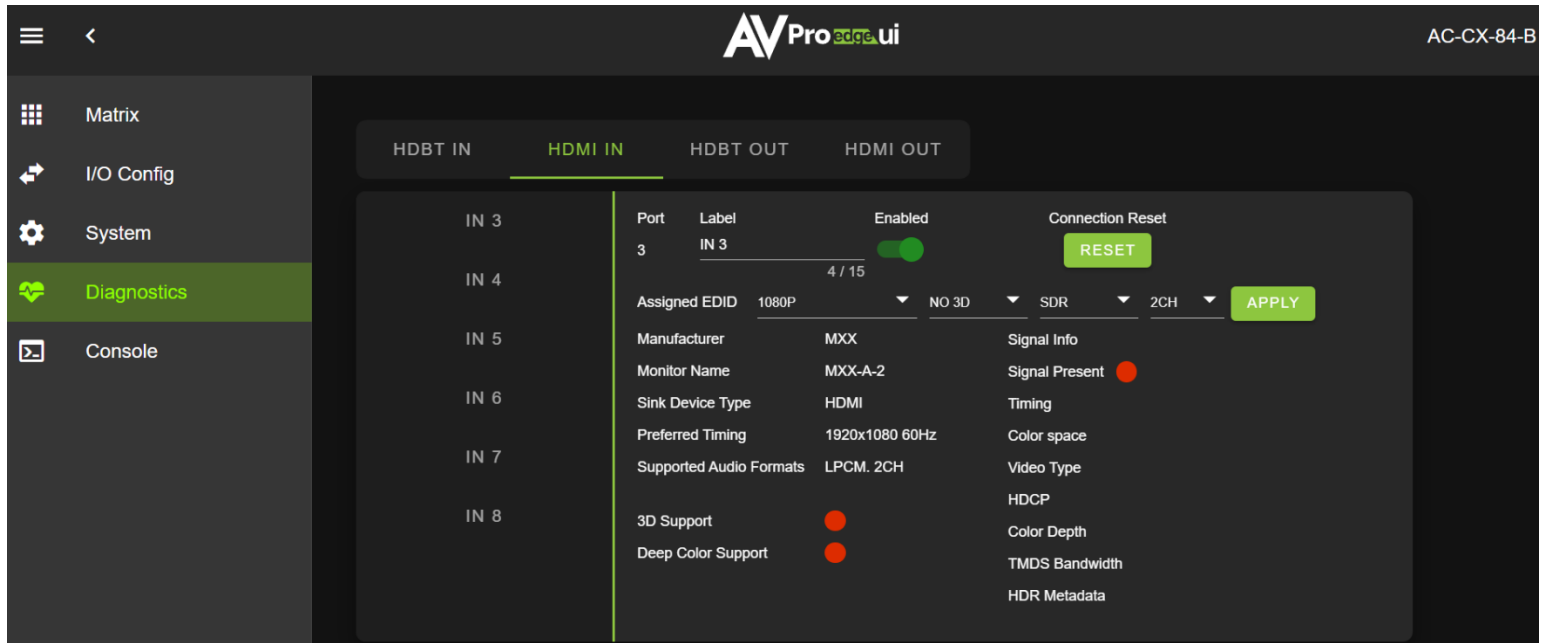 AVPro edge.ui
AC-CX-84-B
Matrix
I/O Config
System
Diagnostics
Console
HDBT IN HDMI IN HDBT OUT HDMI OUT
IN 3
IN 4
IN 5
IN 6
IN 7
IN 8
Port Label Enabled Connection Reset
3 IN 3 RESET
4 / 15
Assigned EDID 1080P NO 3D SDR 2CH APPLY
Manufacturer MXX Signal Info
Monitor Name MXX-A-2 Signal Present
Sink Device Type HDMI Timing
Preferred Timing 1920x1080 60Hz Color space
Supported Audio Formats LPCM. 2CH Video Type
HDCP
3D Support
Color Depth
Deep Color Support
TMDS Bandwidth
HDR Metadata